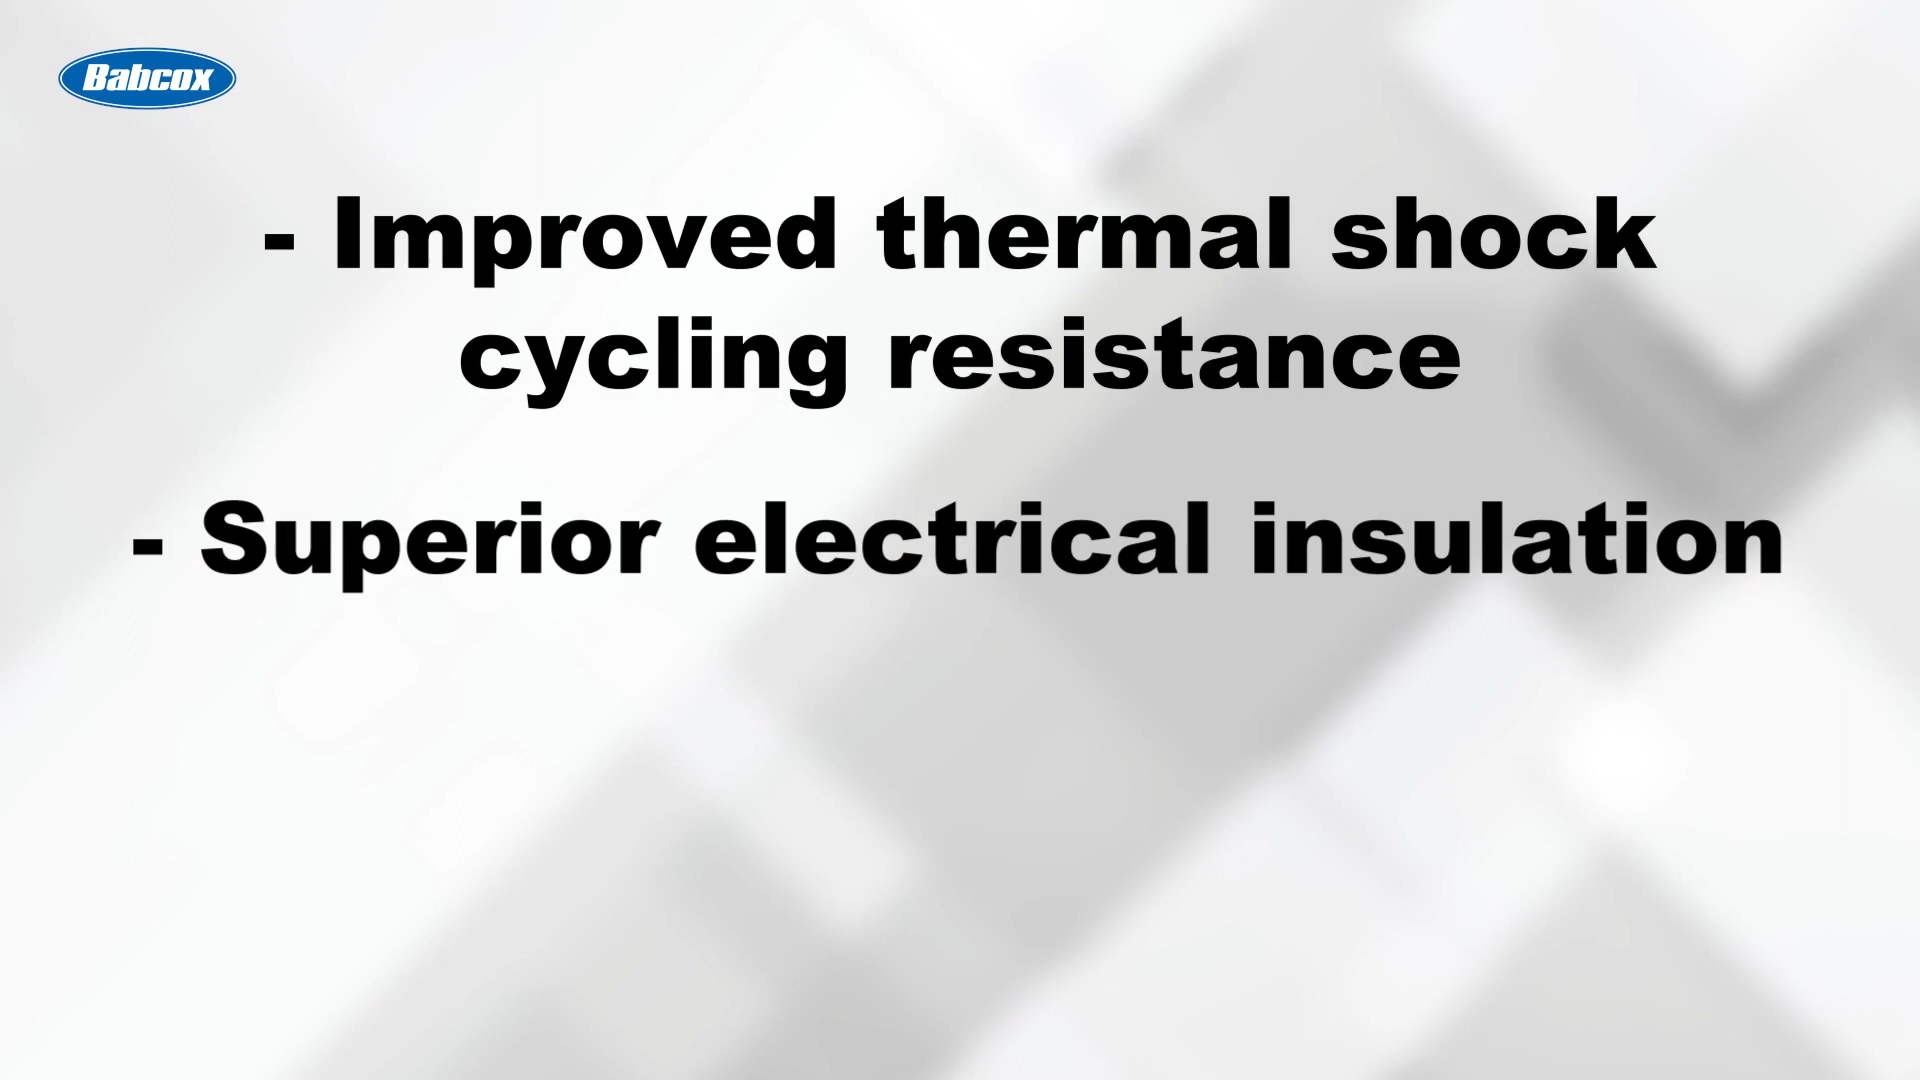 Babcox
- Improved thermal shock
cycling resistance
- Superior electrical insulation